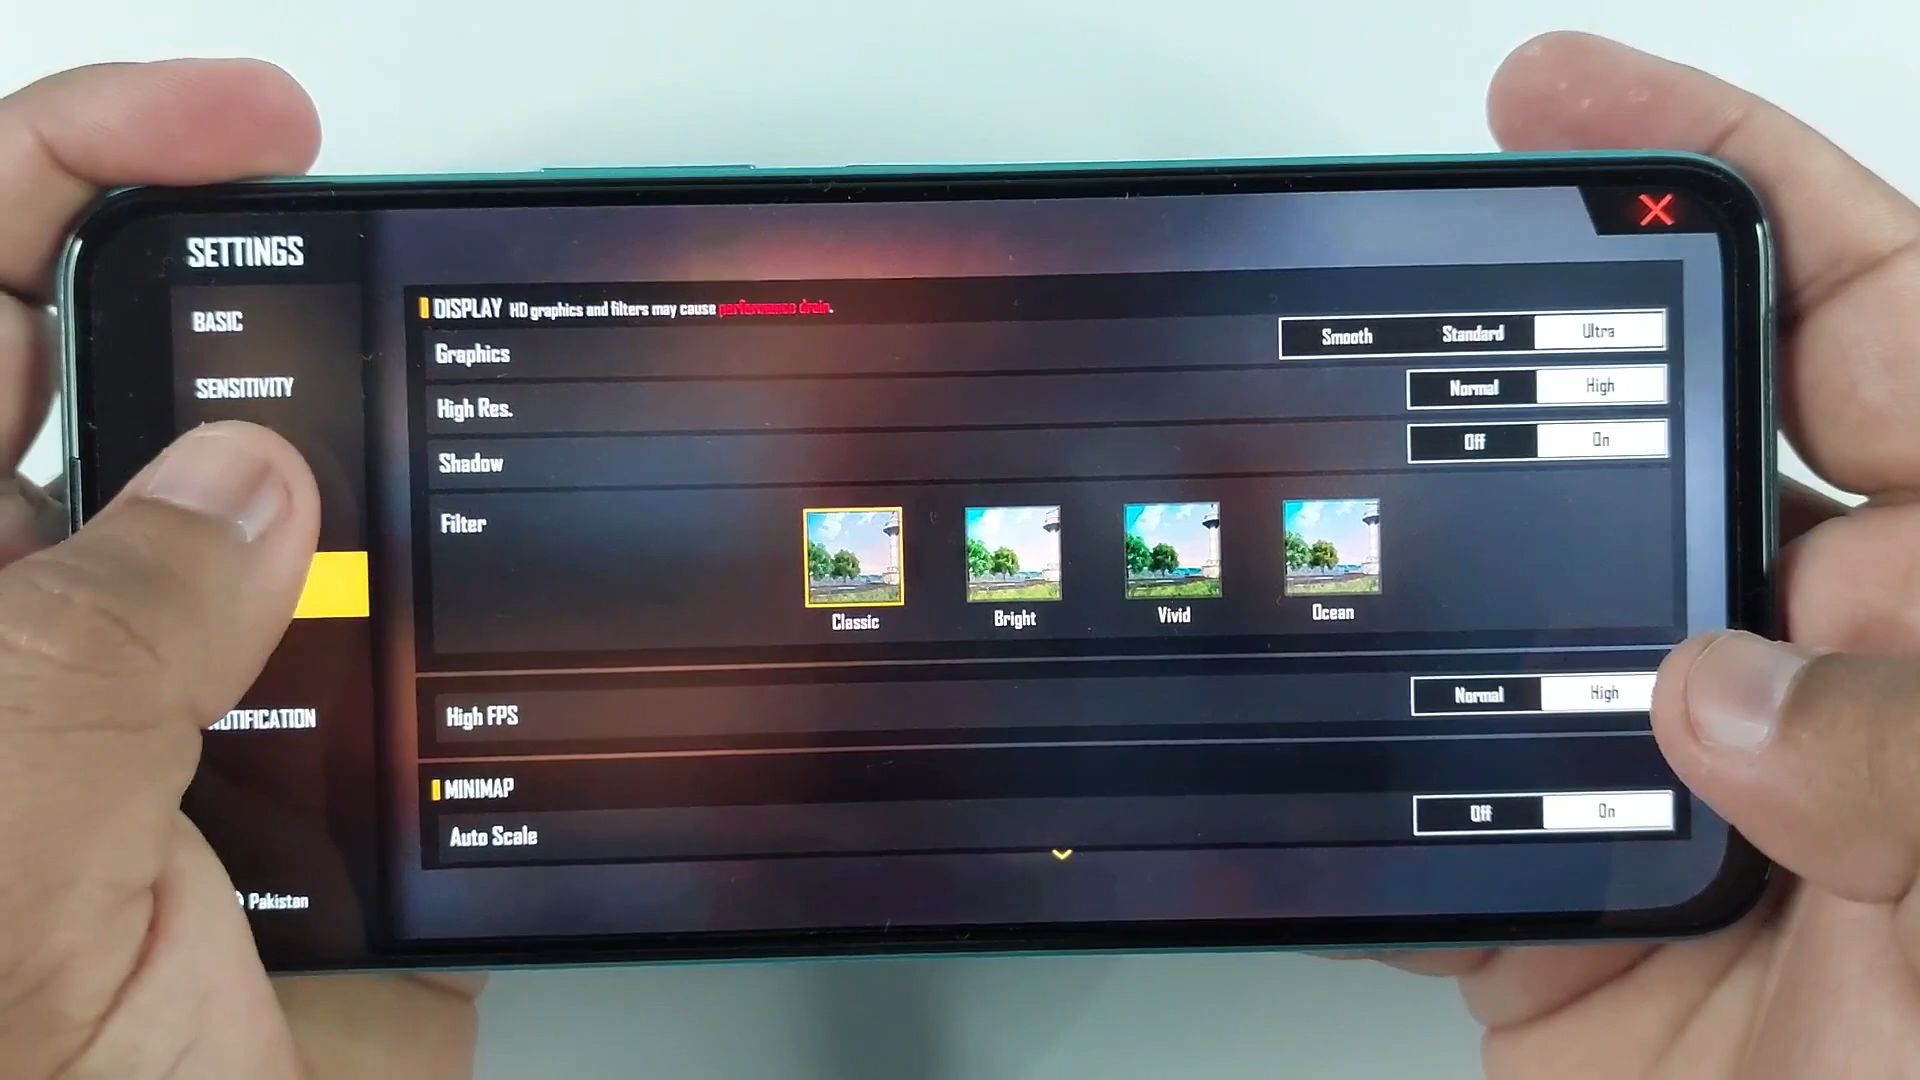 SETTINGS
BASIC
SENSITIVITY
NOTIFICATION
Pakistan
DISPLAY HD graphics and filters may cause performance drain.
Graphics Smooth Standard Ultra
High Res. Normal High
Shadow Off On
Filter
Classic Bright Vivid Ocean
High FPS Normal High
MINIMAP
Auto Scale Off On